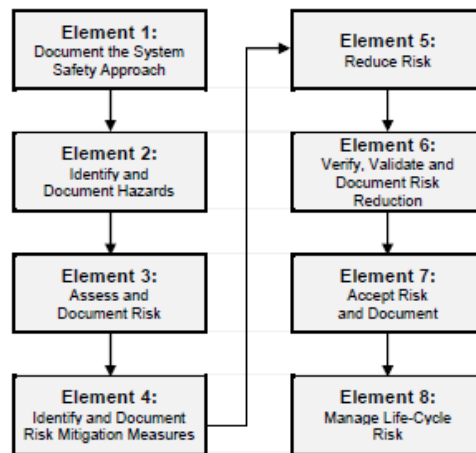 Element 1:
Document the System
Safety Approach
Element 2:
Identify and
Document Hazards
Element 3:
Assess and
Document Risk
Element 4:
Identify and Document
Risk Mitigation Measures
Element 5:
Reduce Risk
Element 6:
Verify, Validate and
Document Risk
Reduction
Element 7:
Accept Risk
and Document
Element 8:
Manage Life-Cycle
Risk